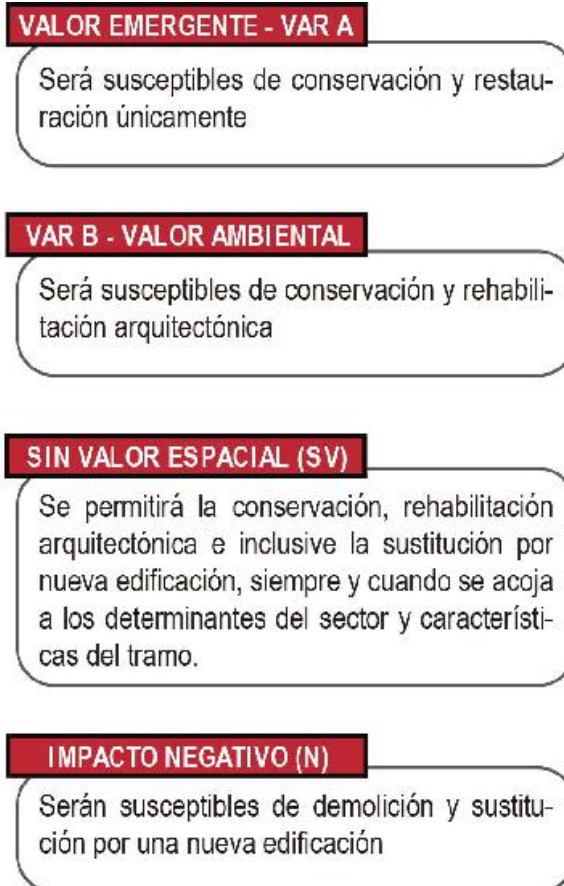 VALOR EMERGENTE - VAR A
Será susceptibles de conservación y restau-
ración únicamente
VAR B - VALOR AMBIENTAL
Será susceptibles de conservación y rehabili-
tación arquitectónica
SIN VALOR ESPACIAL (SV)
Se permitirá la conservación, rehabilitación
arquitectónica e inclusive la sustitución por
nueva edificación, siempre y cuando se acoja
a los determinantes del sector y característi-
cas del tramo.
IMPACTO NEGATIVO (N)
Serán susceptibles de demolición y sustitu-
ción por una nueva edificación